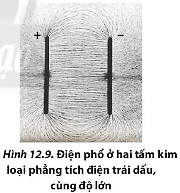 + −
Hình 12.9. Điện phổ ở hai tấm kim
loại phẳng tích điện trái dấu,
cùng độ lớn